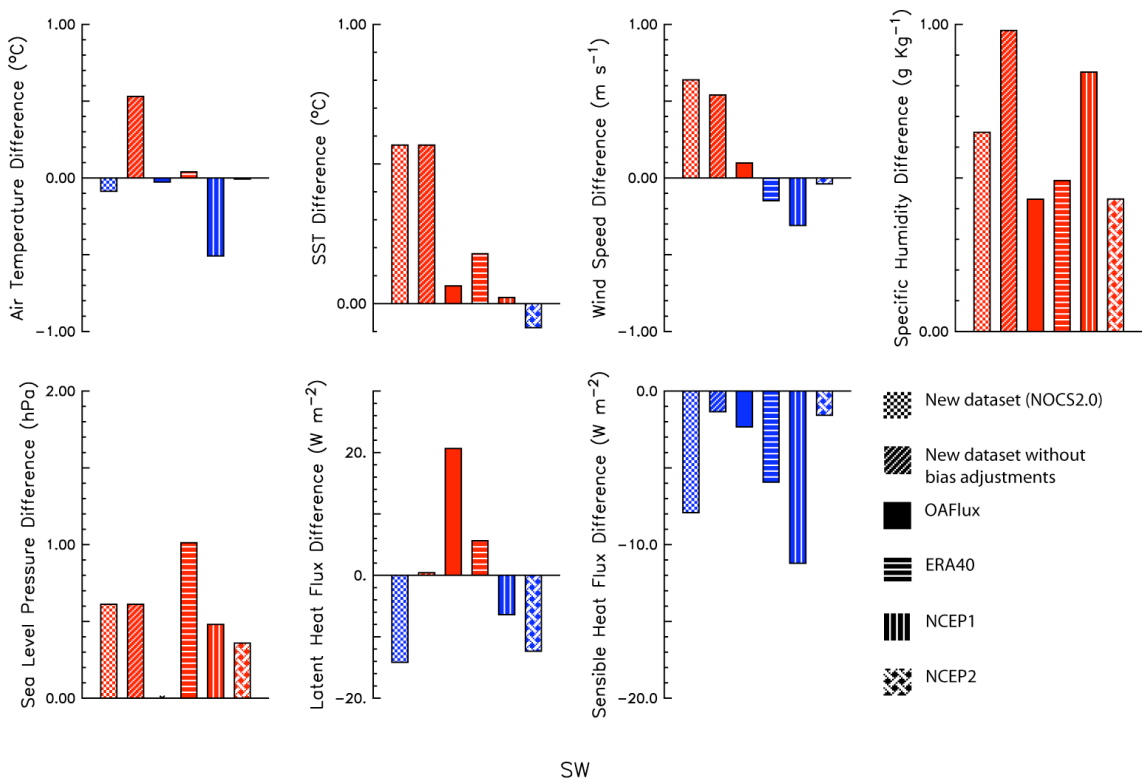 Air Temperature Difference (°C)
1.00
0.00
−1.00
SST Difference (°C)
1.00
0.00
Wind Speed Difference (m s−1)
1.00
0.00
−1.00
Specific Humidity Difference (g Kg−1)
1.00
0.00
Sea Level Pressure Difference (hPa)
2.00
1.00
0.00
Latent Heat Flux Difference (W m−2)
20.
0.
−20.
Sensible Heat Flux Difference (W m−2)
0.0
−10.0
−20.0
New dataset (NOCS2.0)
New dataset without
bias adjustments
OAFlux
ERA40
NCEP1
NCEP2
SW